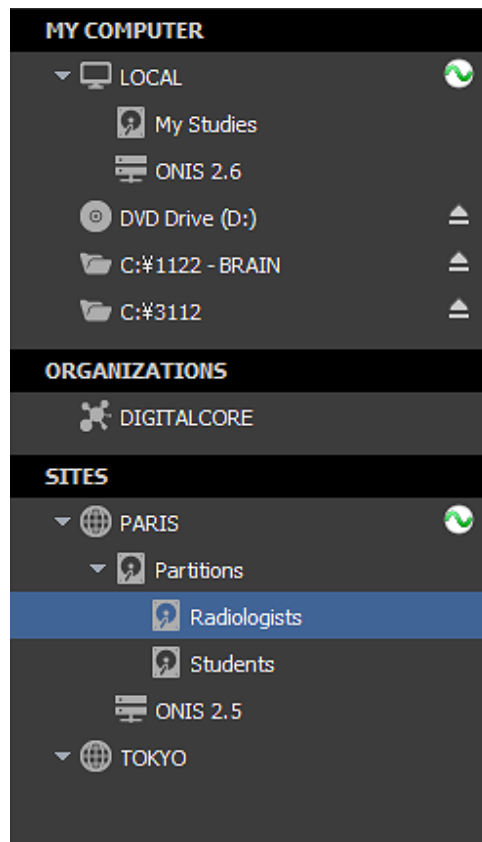 MY COMPUTER
LOCAL
My Studies
ONIS 2.6
DVD Drive (D:)
C:¥1122 - BRAIN
C:¥3112
ORGANIZATIONS
DIGITALCORE
SITES
PARIS
Partitions
Radiologists
Students
ONIS 2.5
TOKYO